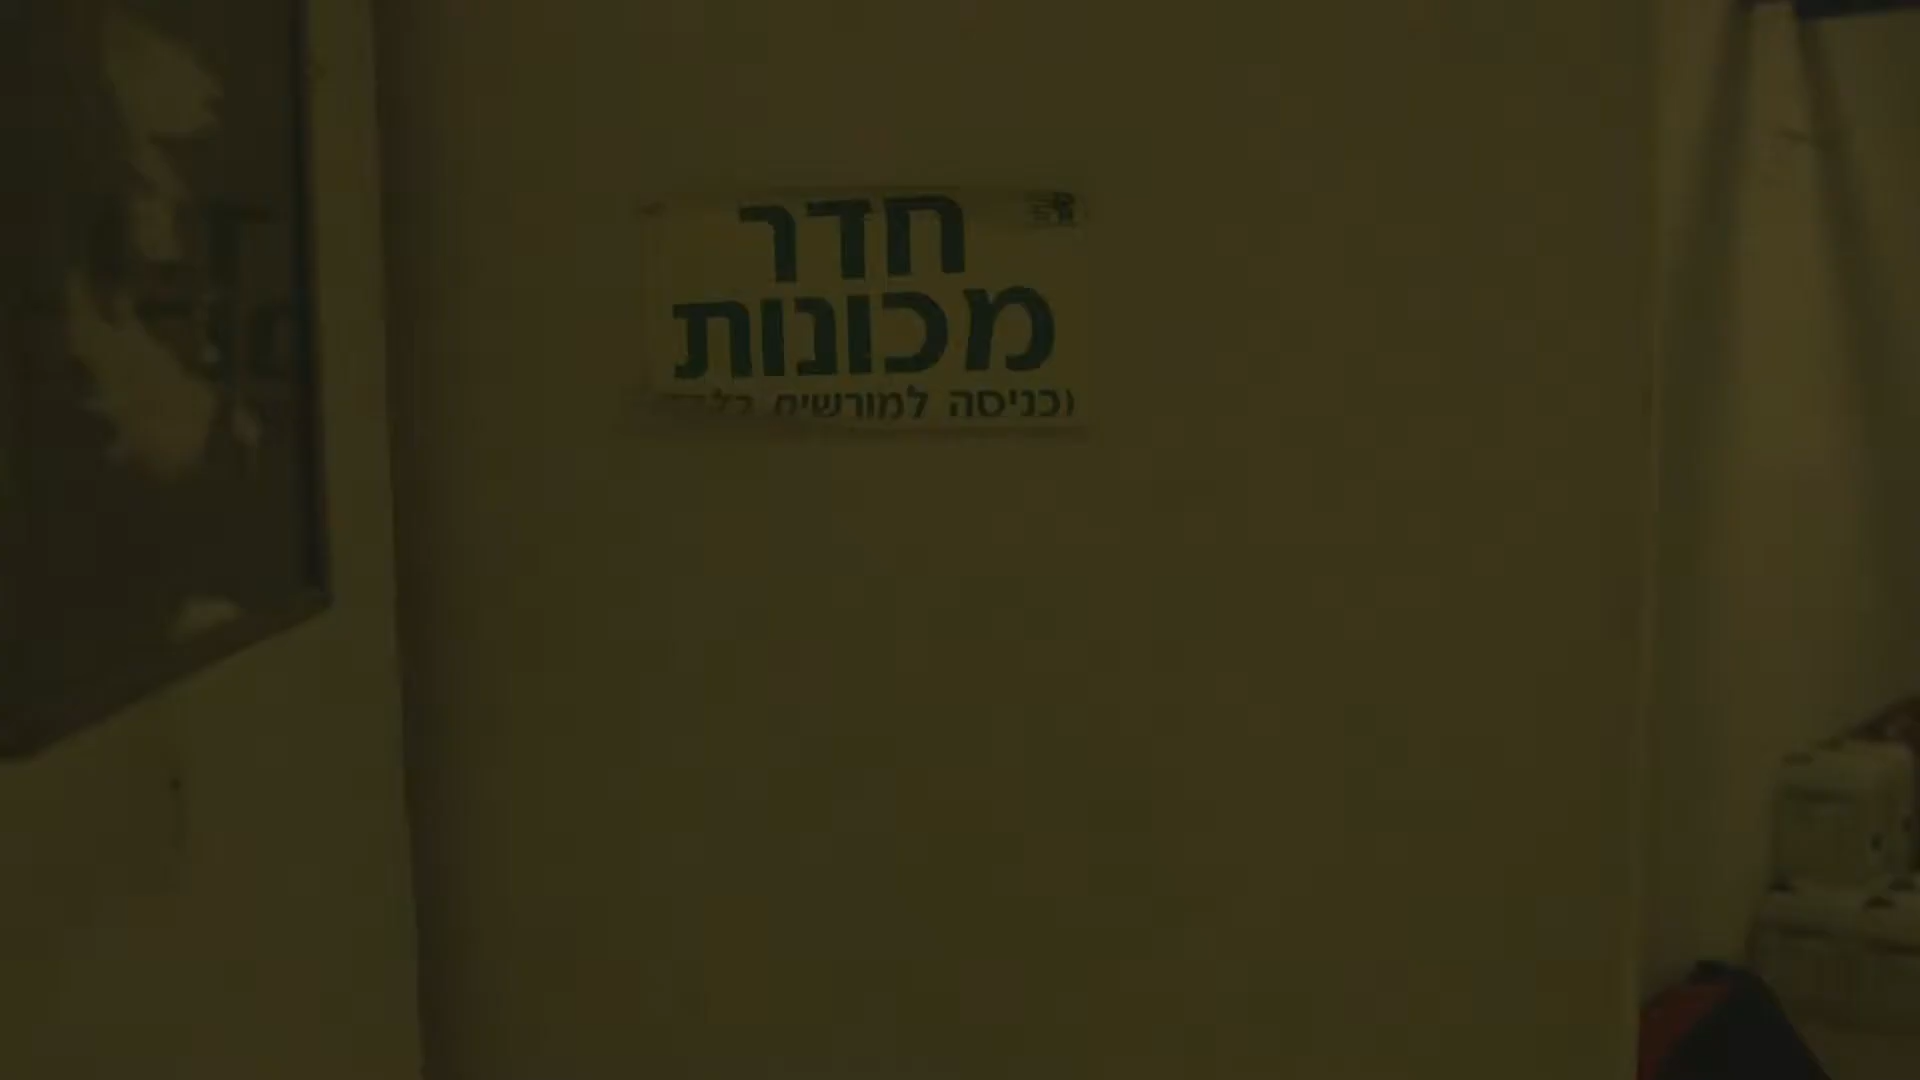 חדר
מכונות
וכניסה למורשים